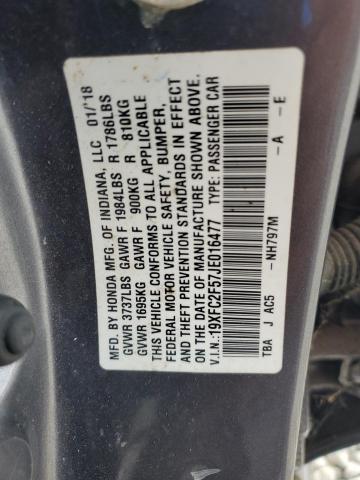 MFD. BY HONDA MFG. OF INDIANA, LLC 01/'18
GVWR 3737LBS GAWR F 1984LBS R 1786LBS
GVWR 1695KG GAWR F 900KG R 810KG
THIS VEHICLE CONFORMS TO ALL APPLICABLE
FEDERAL MOTOR VEHICLE SAFETY, BUMPER,
AND THEFT PREVENTION STANDARDS IN EFFECT
ON THE DATE OF MANUFACTURE SHOWN ABOVE.
V.I.N.:19XFC2F57JE016477 TYPE: PASSENGER CAR
TBA J AC5 -NH797M -A -E